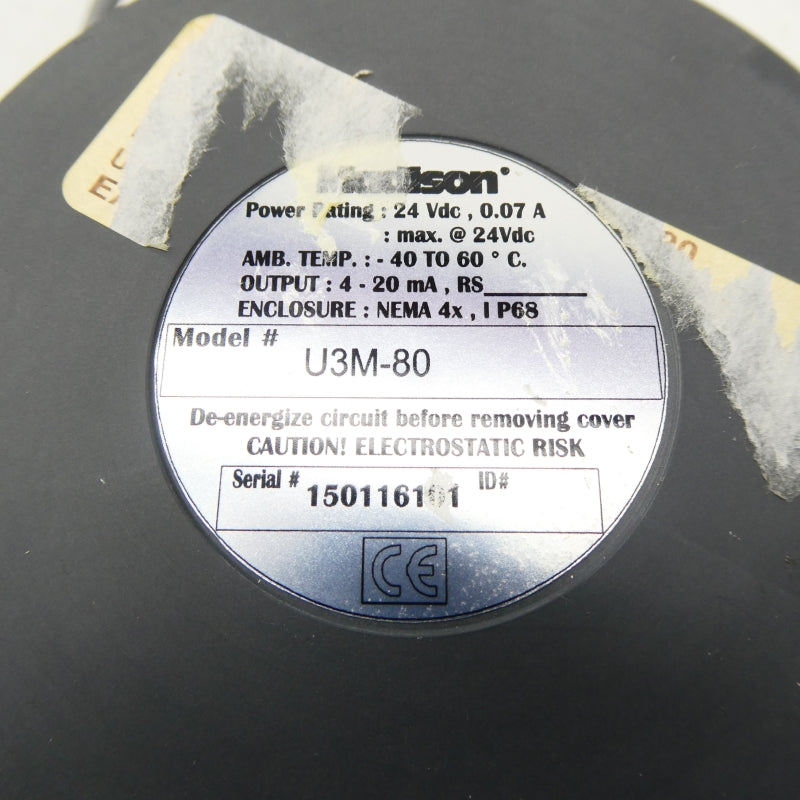 Madison
Power Rating : 24 Vdc , 0.07 A
: max. @ 24Vdc
AMB. TEMP. : - 40 TO 60 ° C.
OUTPUT : 4 - 20 mA , RS
ENCLOSURE : NEMA 4x , I P68
Model #
U3M-80
De-energize circuit before removing cover
CAUTION! ELECTROSTATIC RISK
Serial # ID#
CE